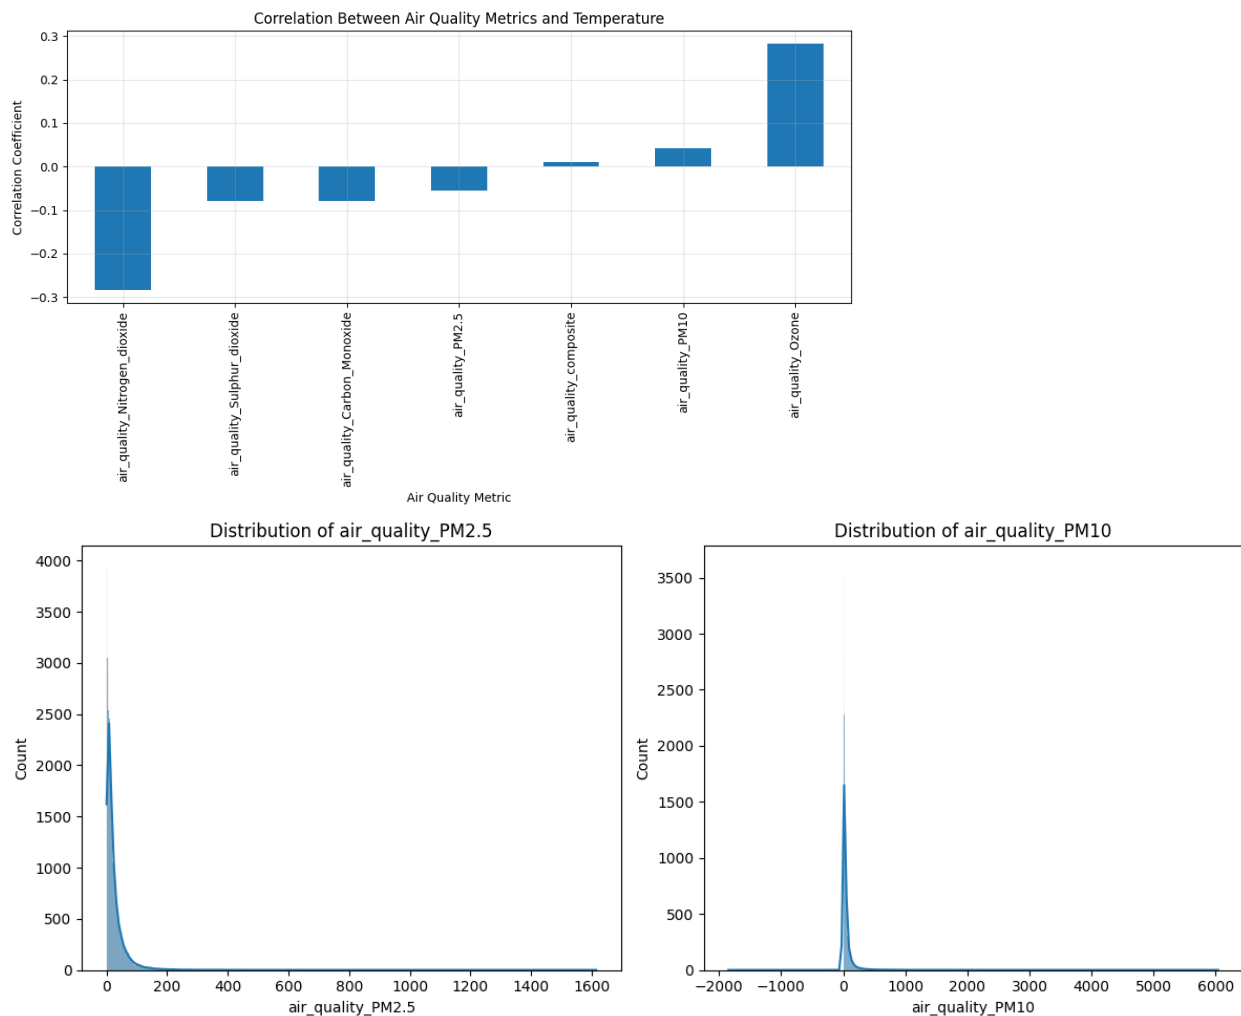 Correlation Between Air Quality Metrics and Temperature
0.3
0.2
0.1
0.0
−0.1
−0.2
−0.3
Correlation Coefficient
air_quality_Nitrogen_dioxide
air_quality_Sulphur_dioxide
air_quality_Carbon_Monoxide
air_quality_PM2.5
air_quality_composite
air_quality_PM10
air_quality_Ozone
Air Quality Metric
Distribution of air_quality_PM2.5
4000
3500
3000
2500
2000
1500
1000
500
0
Count
0 200 400 600 800 1000 1200 1400 1600
air_quality_PM2.5
Distribution of air_quality_PM10
3500
3000
2500
2000
1500
1000
500
0
Count
−2000 −1000 0 1000 2000 3000 4000 5000 6000
air_quality_PM10